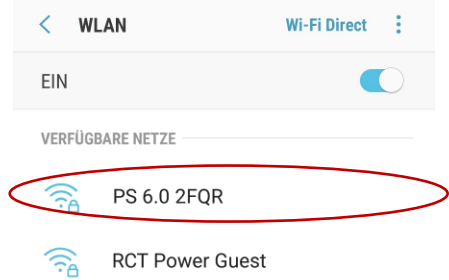 WLAN Wi-Fi Direct
EIN
VERFÜGBARE NETZE
PS 6.0 2FQR
RCT Power Guest